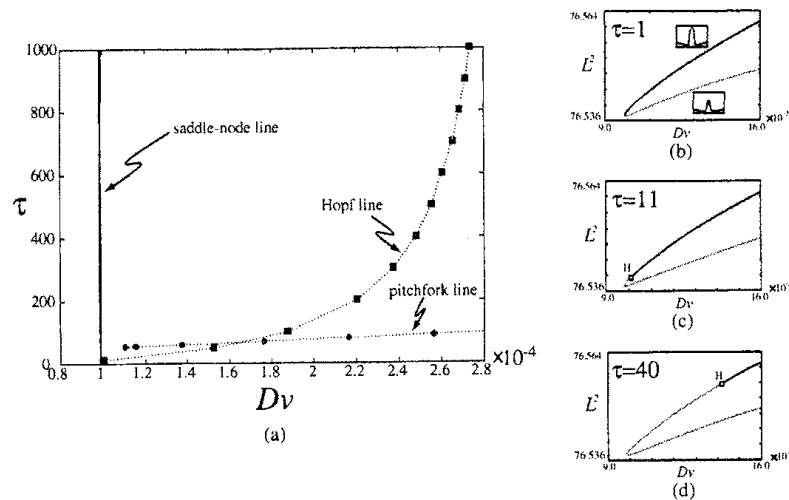 1000
800
600
τ
400
200
0
saddle-node line
Hopf line
pitchfork line
0.8 1 1.2 1.4 1.6 1.8 2 2.2 2.4 2.6 2.8
×10⁻⁴
Dv
(a)
76.564
τ=1
L²
76.536
9.0 Dv 16.0
(b)
76.564
τ=11
L²
H
76.536
9.0 Dv 16.0
(c)
76.564
τ=40
H
L²
76.536
9.0 Dv 16.0
(d)